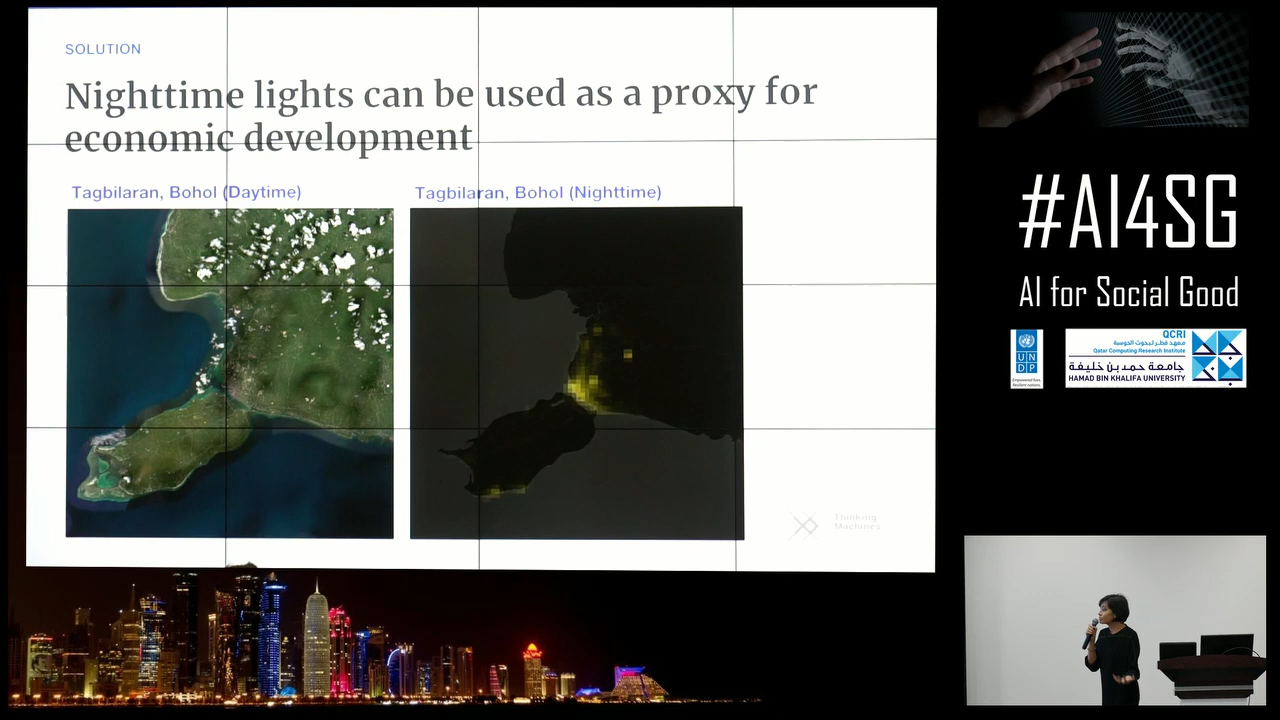 SOLUTION
Nighttime lights can be used as a proxy for
economic development
Tagbilaran, Bohol (Daytime)
Tagbilaran, Bohol (Nighttime)
Thinking
Machines
#AI4SG
AI for Social Good
UN
DP
Empowered lives.
Resilient nations.
QCRI
معهد قطر لبحوث الحوسبة
Qatar Computing Research Institute
جامعة حمد بن خليفة
HAMAD BIN KHALIFA UNIVERSITY